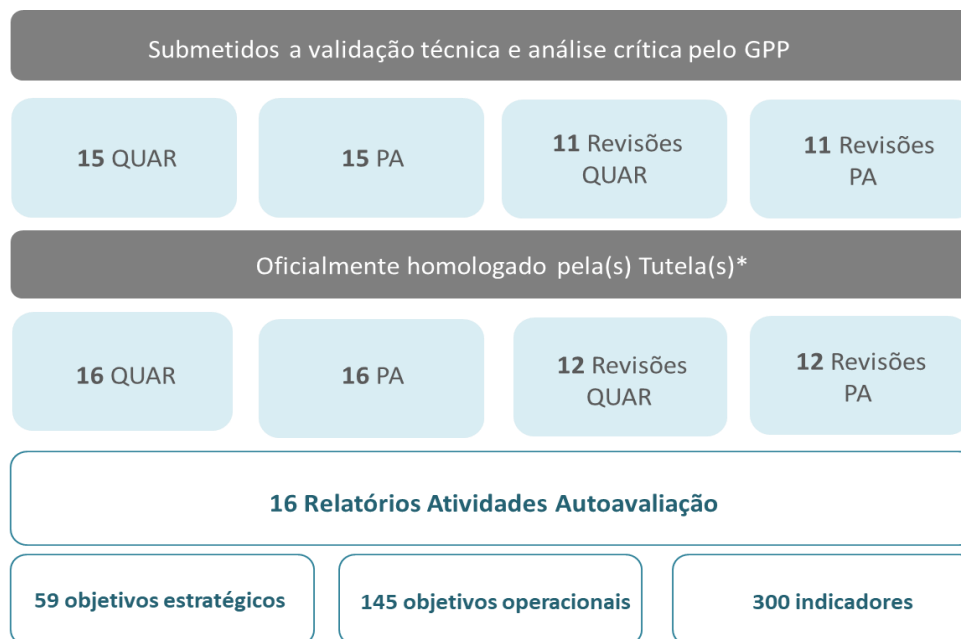 Submetidos a validação técnica e análise crítica pelo GPP
15 QUAR
15 PA
11 Revisões
QUAR
11 Revisões
PA
Oficialmente homologado pela(s) Tutela(s)*
16 QUAR
16 PA
12 Revisões
QUAR
12 Revisões
PA
16 Relatórios Atividades Autoavaliação
59 objetivos estratégicos
145 objetivos operacionais
300 indicadores